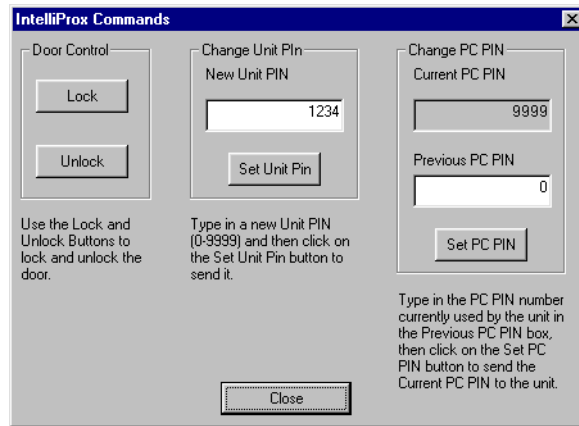 IntelliProx Commands
Door Control
Lock
Unlock
Use the Lock and
Unlock Buttons to
lock and unlock the
door.
Change Unit PIn
New Unit PIN
1234
Set Unit Pin
Type in a new Unit PIN
(0-9999) and then click on
the Set Unit Pin button to
send it.
Change PC PIN
Current PC PIN
9999
Previous PC PIN
0
Set PC PIN
Type in the PC PIN number
currently used by the unit in
the Previous PC PIN box,
then click on the Set PC
PIN button to send the
Current PC PIN to the unit.
Close